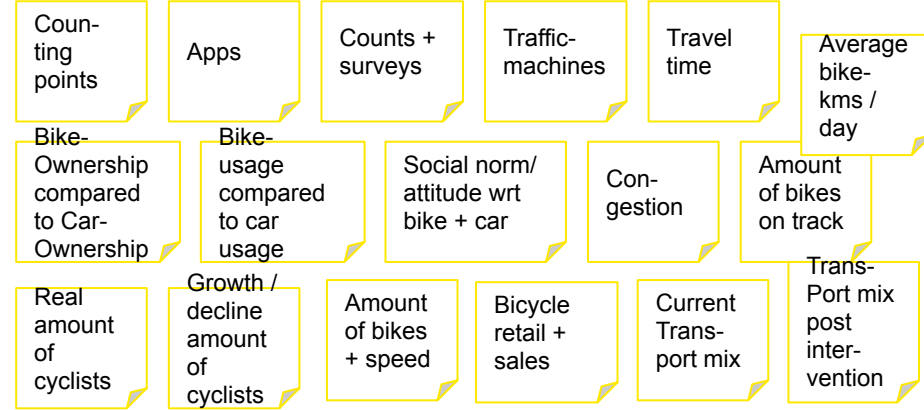 Coun-
ting
points
Apps
Counts +
surveys
Traffic-
machines
Travel
time
Average
bike-
kms /
day
Bike-
Ownership
compared
to Car-
Ownership
Bike-
usage
compared
to car
usage
Social norm/
attitude wrt
bike + car
Con-
gestion
Amount
of bikes
on track
Real
amount
of
cyclists
Growth /
decline
amount
of
cyclists
Amount
of bikes
+ speed
Bicycle
retail +
sales
Current
Trans-
port mix
Trans-
Port mix
post
inter-
vention